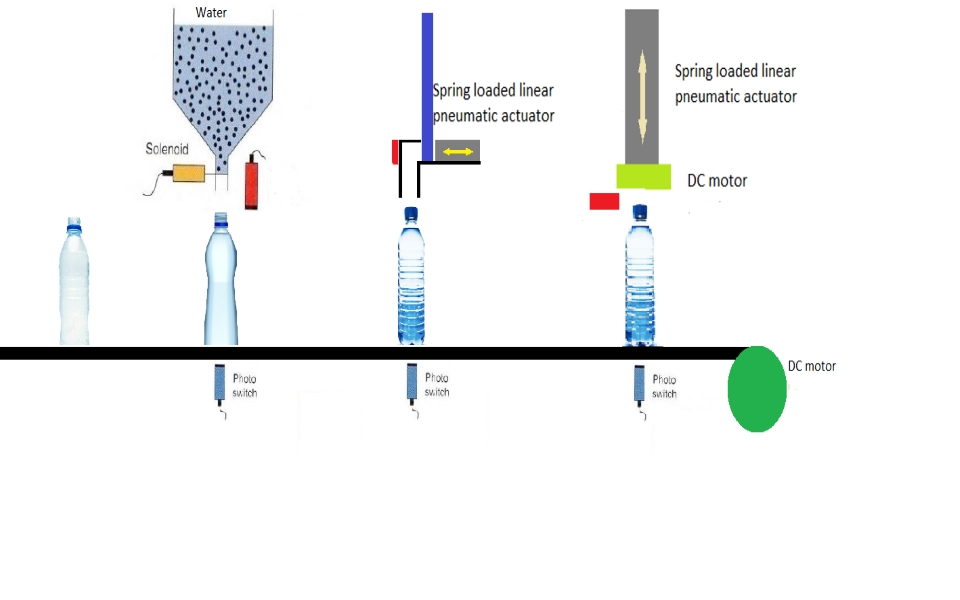 Water
Spring loaded linear
pneumatic actuator
Spring loaded linear
pneumatic actuator
Solenoid
DC motor
DC motor
Photo
switch
Photo
switch
Photo
switch